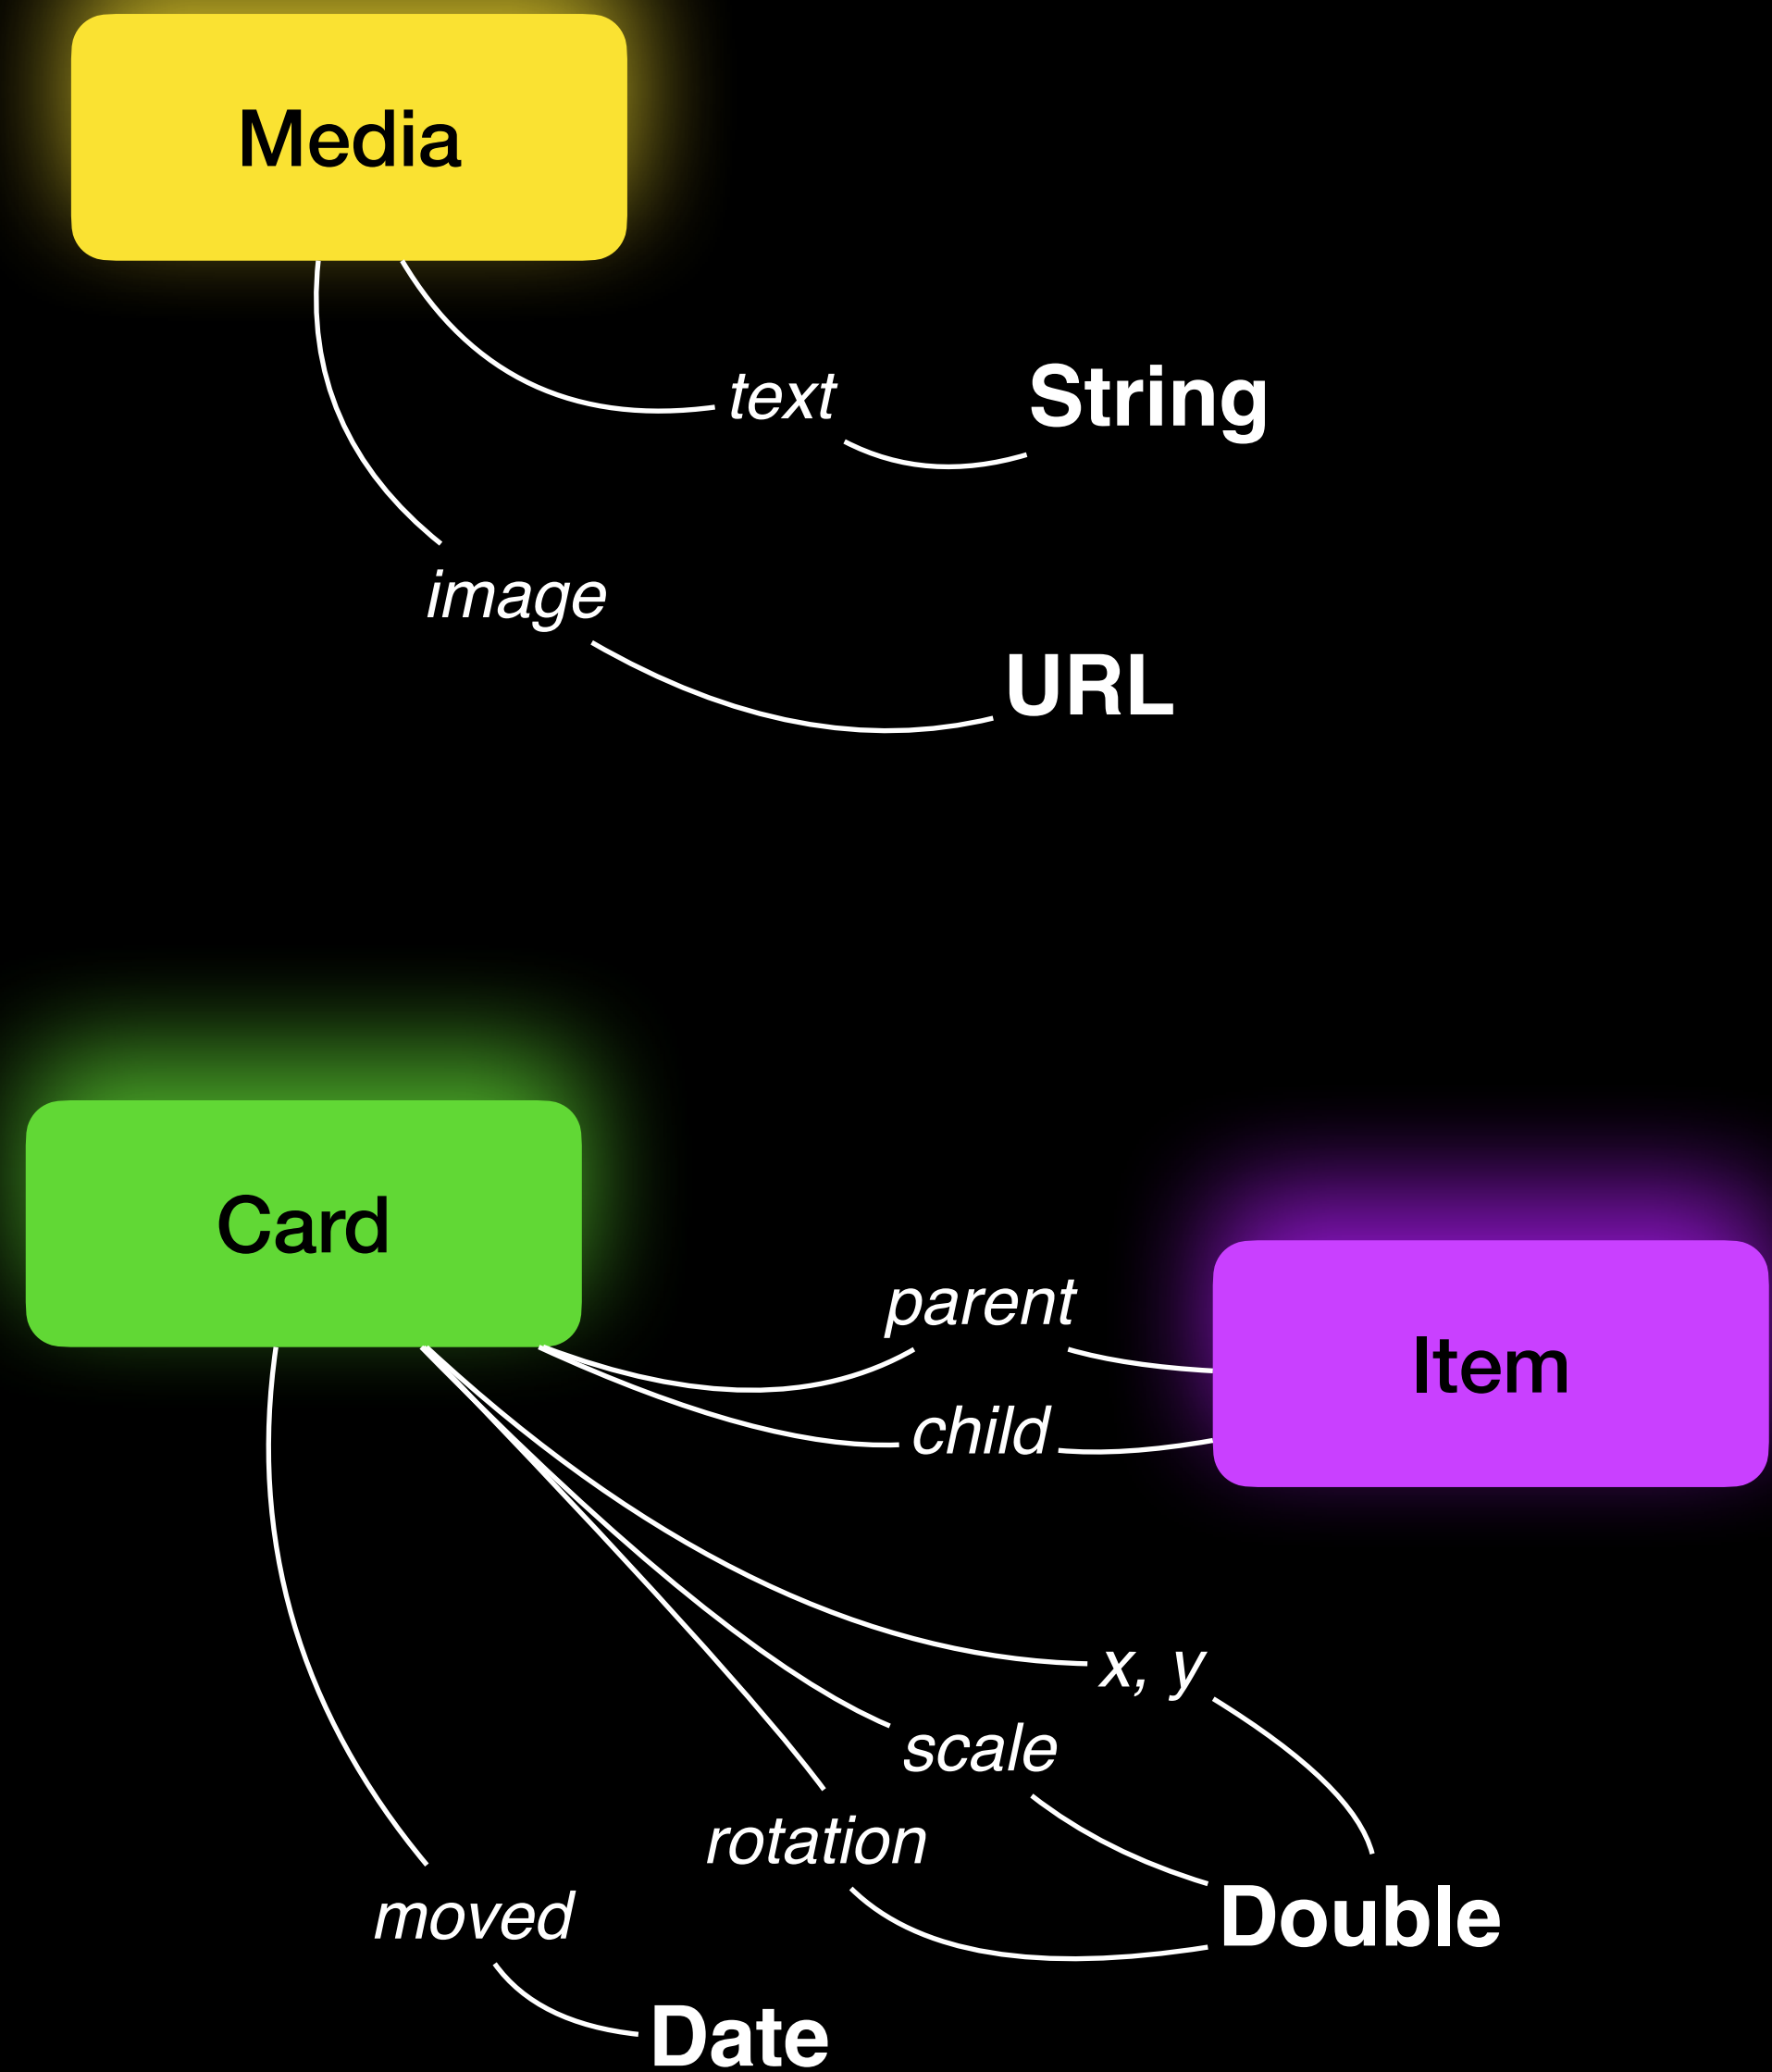 Media
text
String
image
URL
Card
parent
Item
child
x, y
scale
rotation
moved
Double
Date